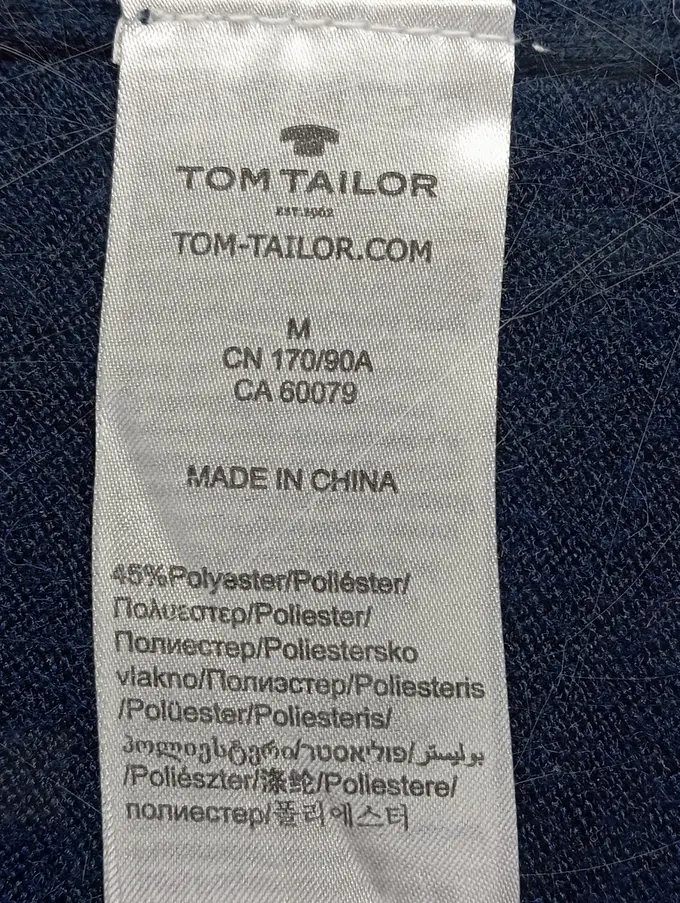 TOM TAILOR
EST.1962
TOM-TAILOR.COM
M
CN 170/90A
CA 60079
MADE IN CHINA
45%Polyester/Poliéster/
Πολυεστερ/Poliester/
Полиестер/Poliestersko
vlakno/Полиэстер/Poliesteris
/Polüester/Poliesteris/
პოლიესტერი/פוליאסטר/بوليستر
/Poliészter/涤纶/Poliestere/
полиестер/폴리에스터